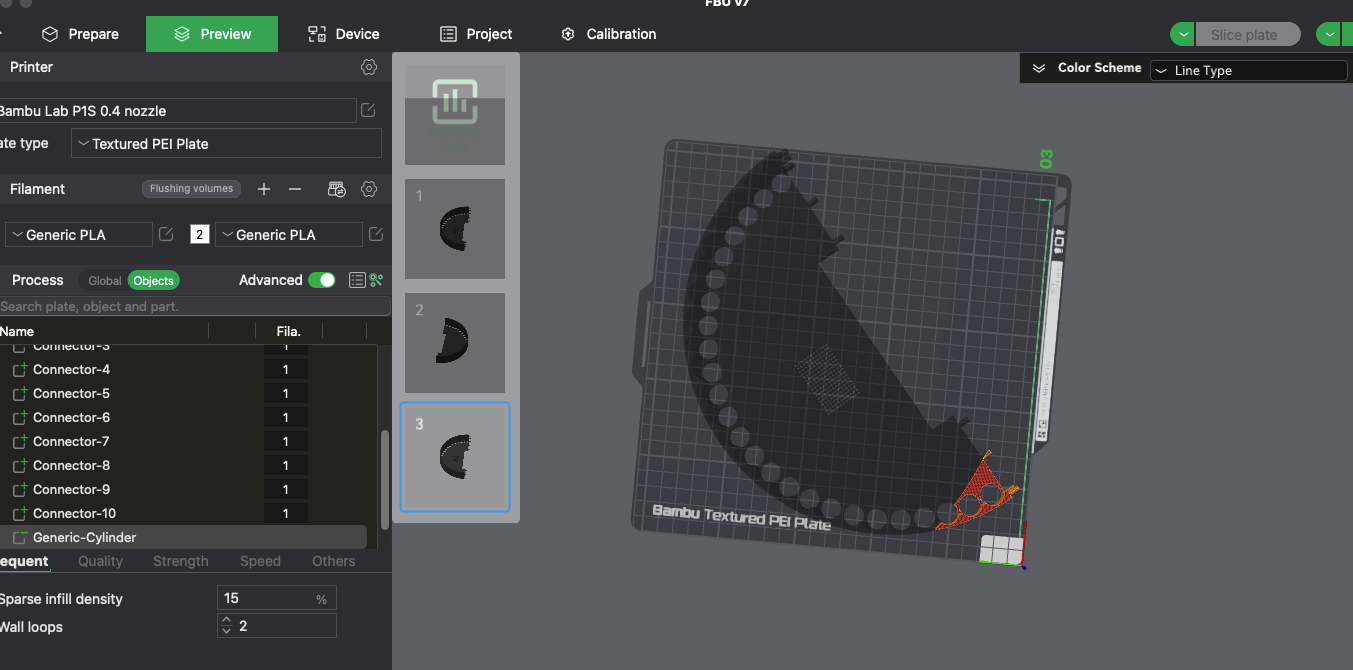 FBU v7
Prepare
Preview
Device
Project
Calibration
Slice plate
Printer
Color Scheme
Line Type
Bambu Lab P1S 0.4 nozzle
ate type
Textured PEI Plate
Filament
Flushing volumes
Generic PLA
2
Generic PLA
Process
Global
Objects
Advanced
Search plate, object and part.
Name
Fila.
Connector-3
1
Connector-4
1
Connector-5
1
Connector-6
1
Connector-7
1
Connector-8
1
Connector-9
1
Connector-10
1
Generic-Cylinder
equent
Quality
Strength
Speed
Others
Sparse infill density
15
%
Wall loops
2
1
2
3
03
Bambu Textured PEI Plate